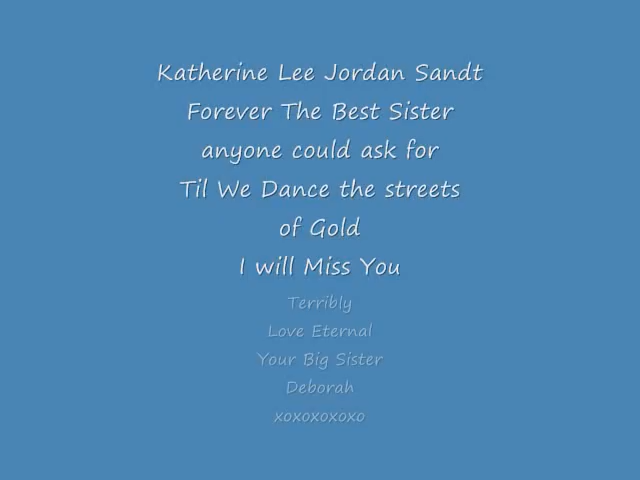 Katherine Lee Jordan Sandt
Forever The Best Sister
anyone could ask for
Til We Dance the streets
of Gold
I will Miss You
Terribly
Love Eternal
Your Big Sister
Deborah
xoxoxoxoxo